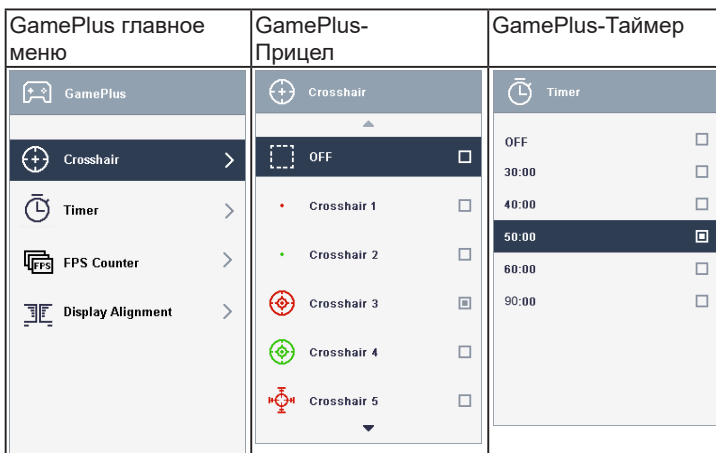 GamePlus главное
меню
GamePlus-
Прицел
GamePlus-Таймер
GamePlus
Crosshair
Timer
FPS
FPS Counter
Display Alignment
Crosshair
OFF
Crosshair 1
Crosshair 2
Crosshair 3
Crosshair 4
Crosshair 5
Timer
OFF
30:00
40:00
50:00
60:00
90:00